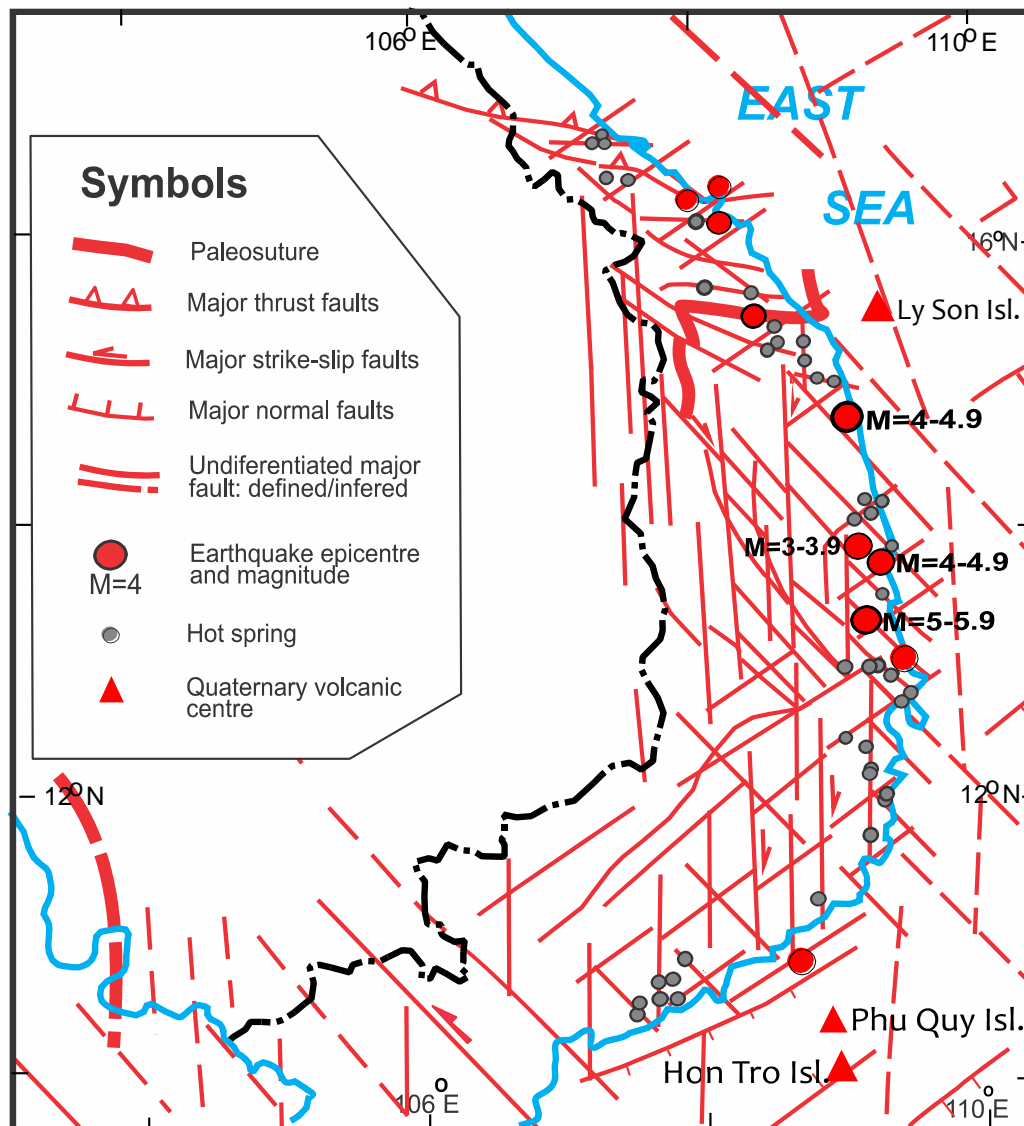 106° E
110° E
EAST
SEA
16°N
Symbols
Paleosuture
Major thrust faults
Major strike-slip faults
Major normal faults
Undiferentiated major
fault: defined/infered
Earthquake epicentre
and magnitude
M=4
Hot spring
Quaternary volcanic
centre
Ly Son Isl.
M=4-4.9
M=3-3.9
M=4-4.9
M=5-5.9
12°N
12°N
Phu Quy Isl.
Hon Tro Isl.
106°E
110°E